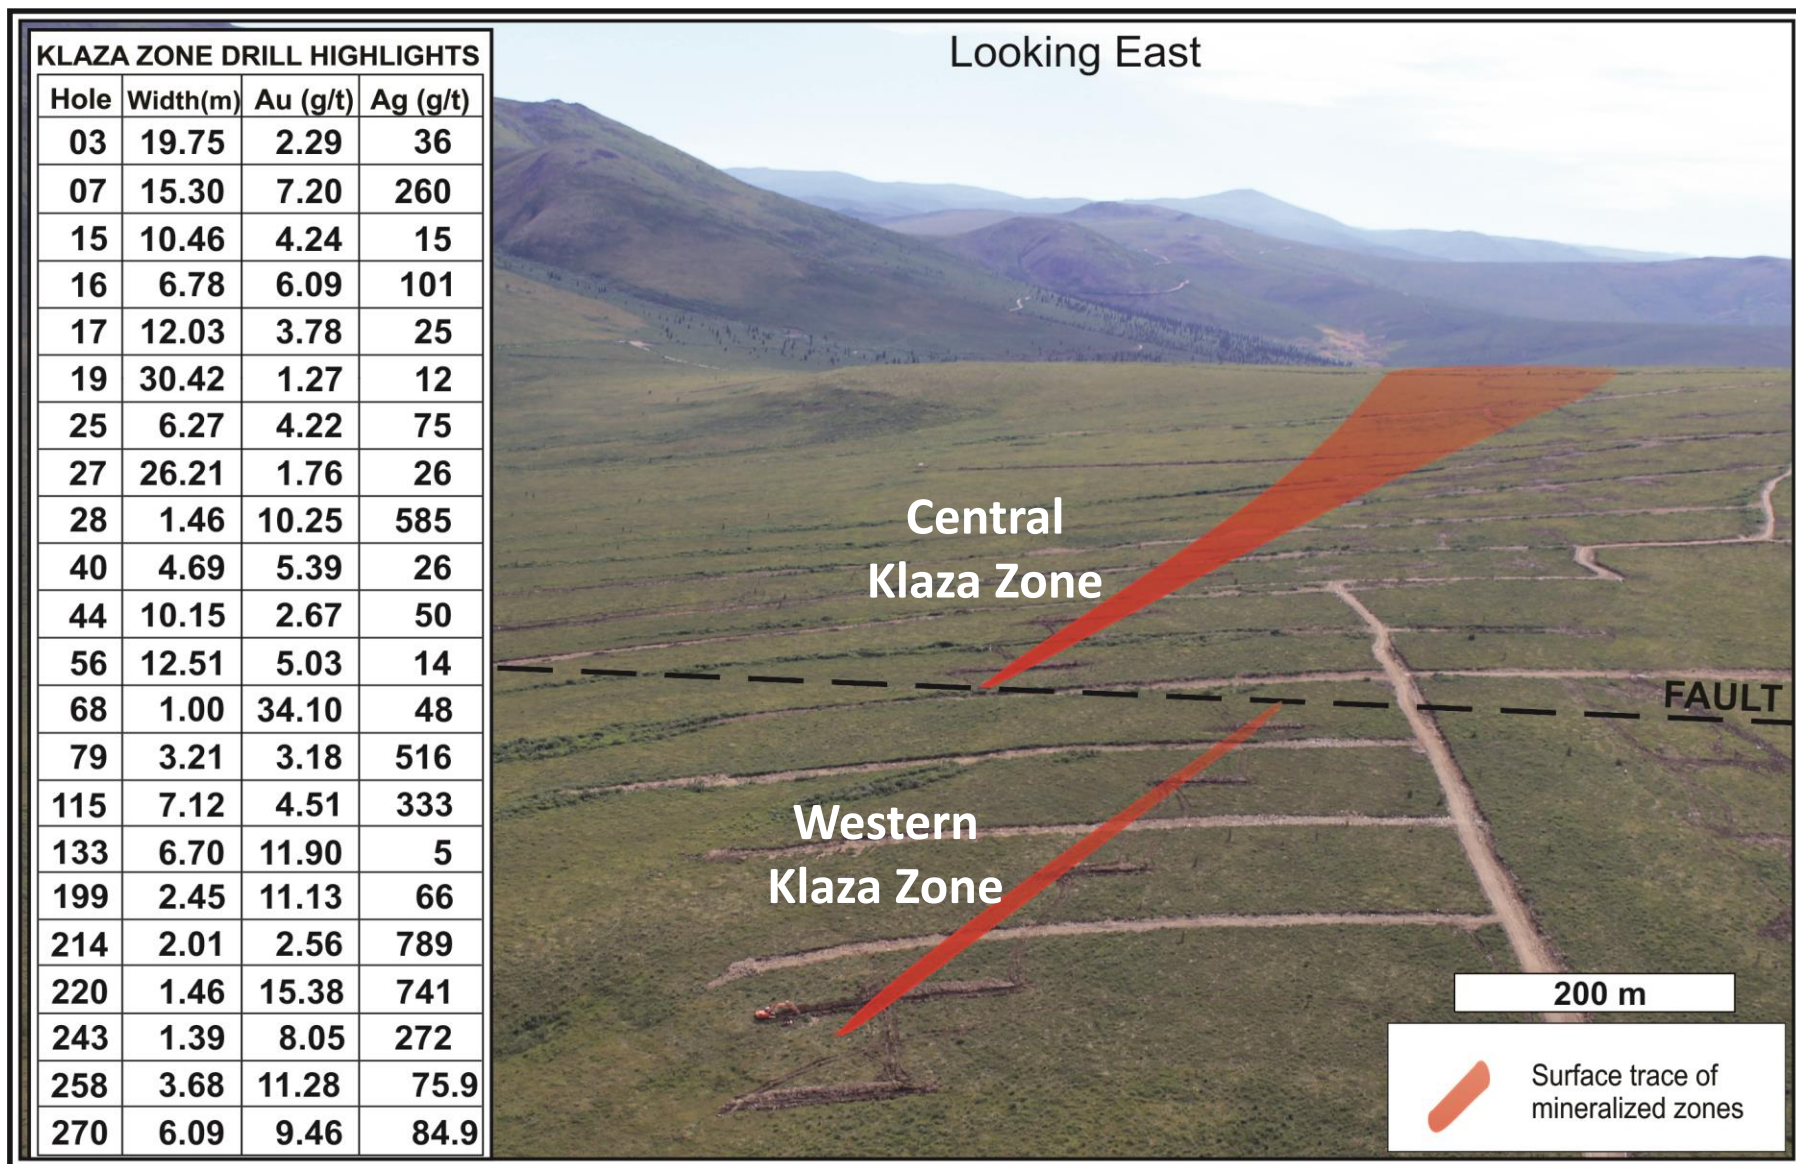 KLAZA ZONE DRILL HIGHLIGHTS
Hole Width(m) Au (g/t) Ag (g/t)
03 19.75 2.29 36
07 15.30 7.20 260
15 10.46 4.24 15
16 6.78 6.09 101
17 12.03 3.78 25
19 30.42 1.27 12
25 6.27 4.22 75
27 26.21 1.76 26
28 1.46 10.25 585
40 4.69 5.39 26
44 10.15 2.67 50
56 12.51 5.03 14
68 1.00 34.10 48
79 3.21 3.18 516
115 7.12 4.51 333
133 6.70 11.90 5
199 2.45 11.13 66
214 2.01 2.56 789
220 1.46 15.38 741
243 1.39 8.05 272
258 3.68 11.28 75.9
270 6.09 9.46 84.9
Looking East
Central
Klaza Zone
FAULT
Western
Klaza Zone
200 m
Surface trace of
mineralized zones